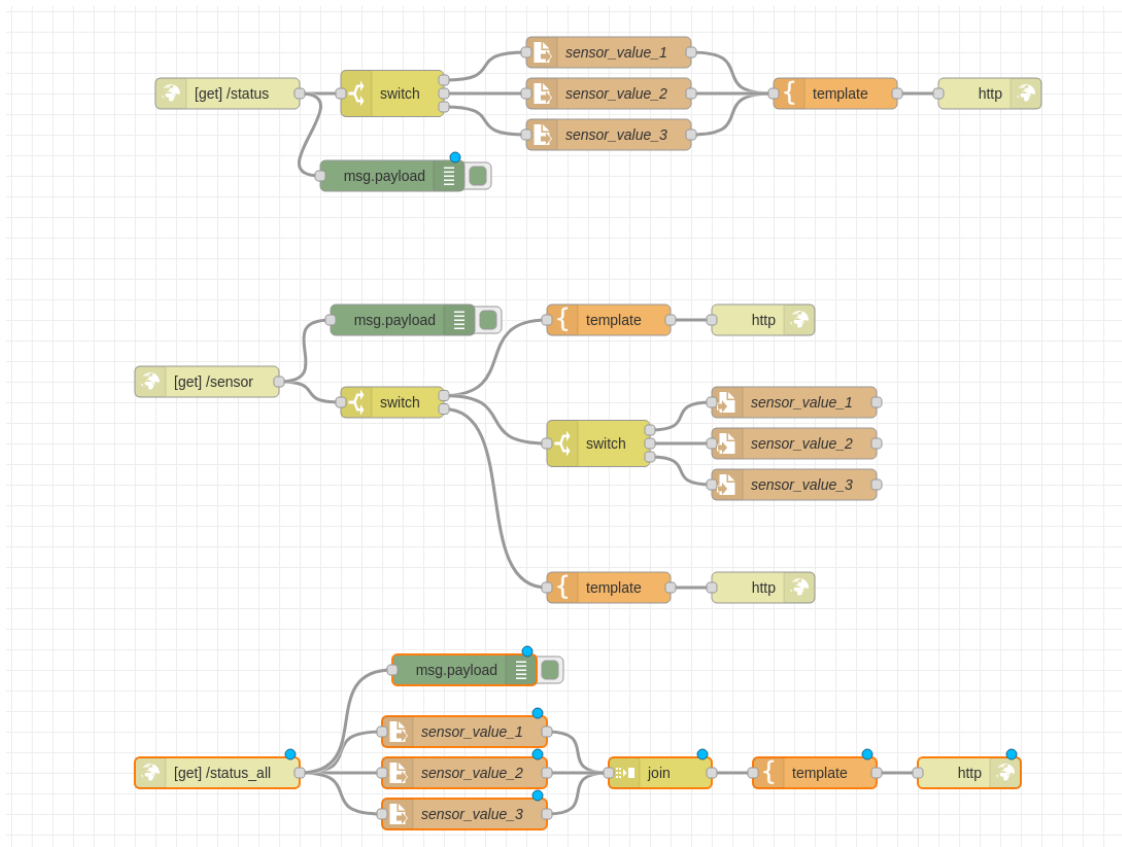 sensor_value_1
[get] /status
switch
sensor_value_2
template
http
sensor_value_3
msg.payload
msg.payload
template
http
[get] /sensor
switch
sensor_value_1
switch
sensor_value_2
sensor_value_3
template
http
msg.payload
sensor_value_1
[get] /status_all
sensor_value_2
join
template
http
sensor_value_3